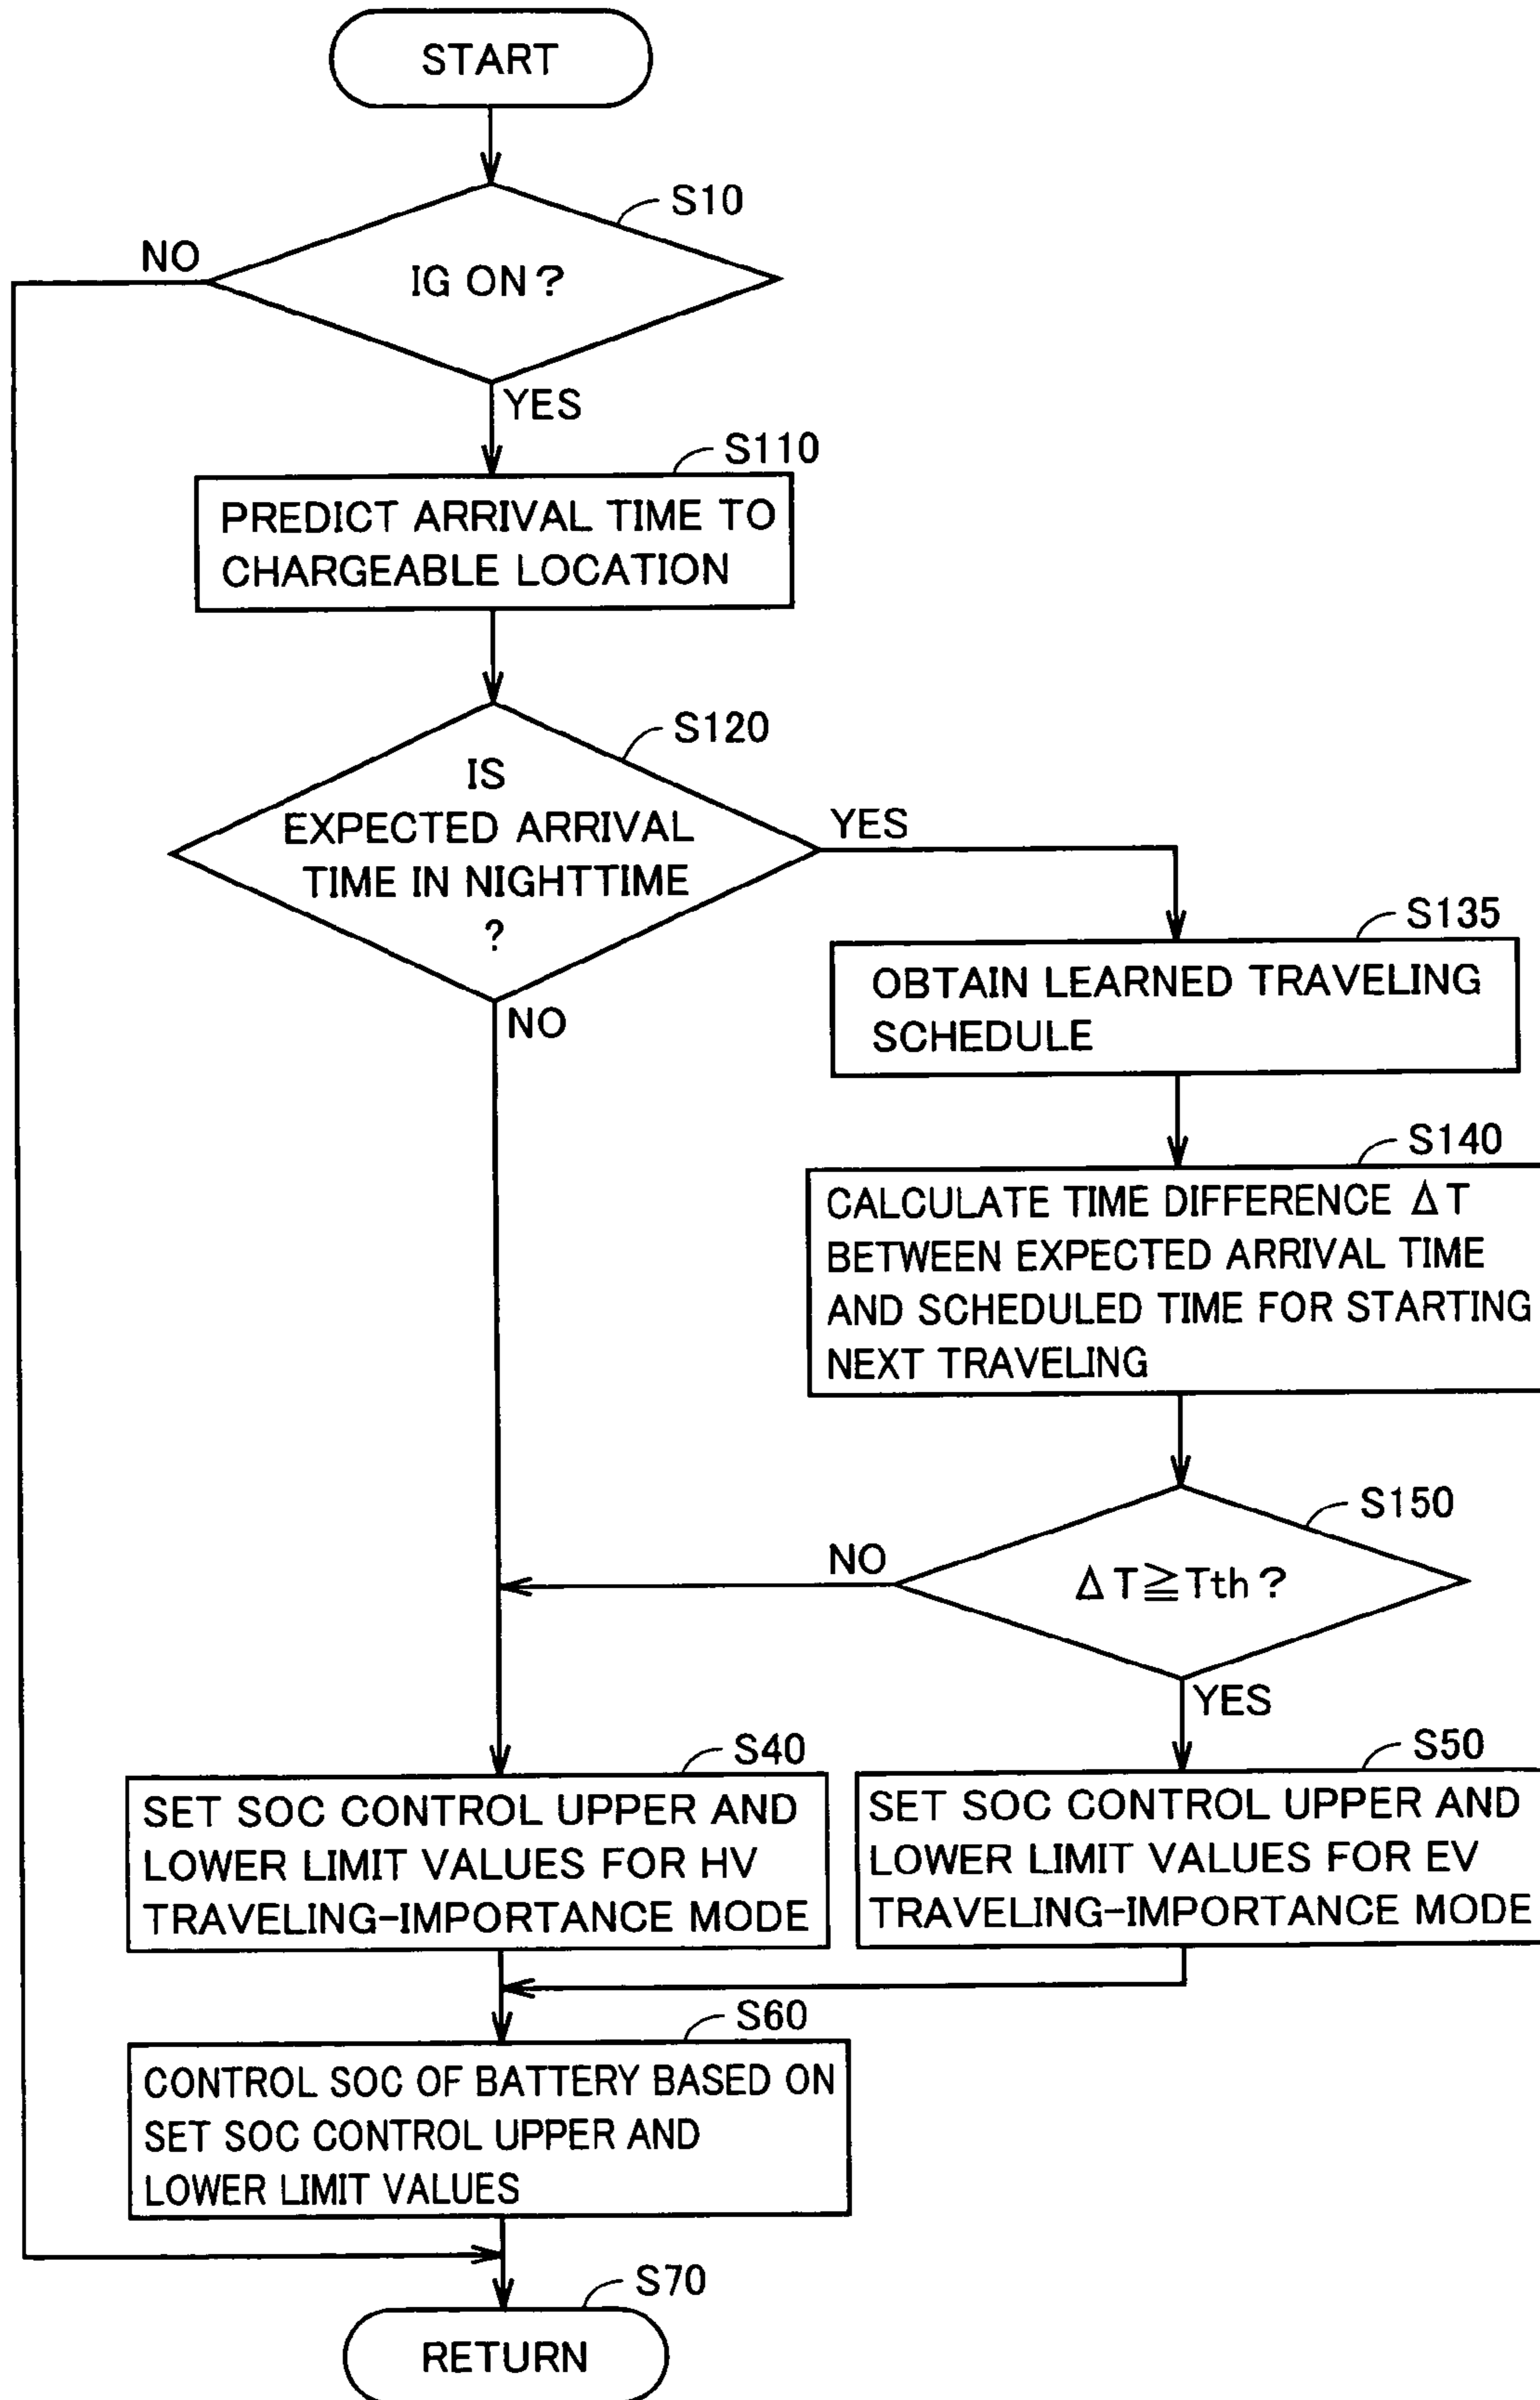 START
S10
NO
IG ON?
YES
S110
PREDICT ARRIVAL TIME TO
CHARGEABLE LOCATION
S120
IS
EXPECTED ARRIVAL
TIME IN NIGHTTIME
?
YES
NO
S135
OBTAIN LEARNED TRAVELING
SCHEDULE
S140
CALCULATE TIME DIFFERENCE ΔT
BETWEEN EXPECTED ARRIVAL TIME
AND SCHEDULED TIME FOR STARTING
NEXT TRAVELING
S150
NO
ΔT≧Tth?
YES
S40
SET SOC CONTROL UPPER AND
LOWER LIMIT VALUES FOR HV
TRAVELING-IMPORTANCE MODE
S50
SET SOC CONTROL UPPER AND
LOWER LIMIT VALUES FOR EV
TRAVELING-IMPORTANCE MODE
S60
CONTROL SOC OF BATTERY BASED ON
SET SOC CONTROL UPPER AND
LOWER LIMIT VALUES
S70
RETURN